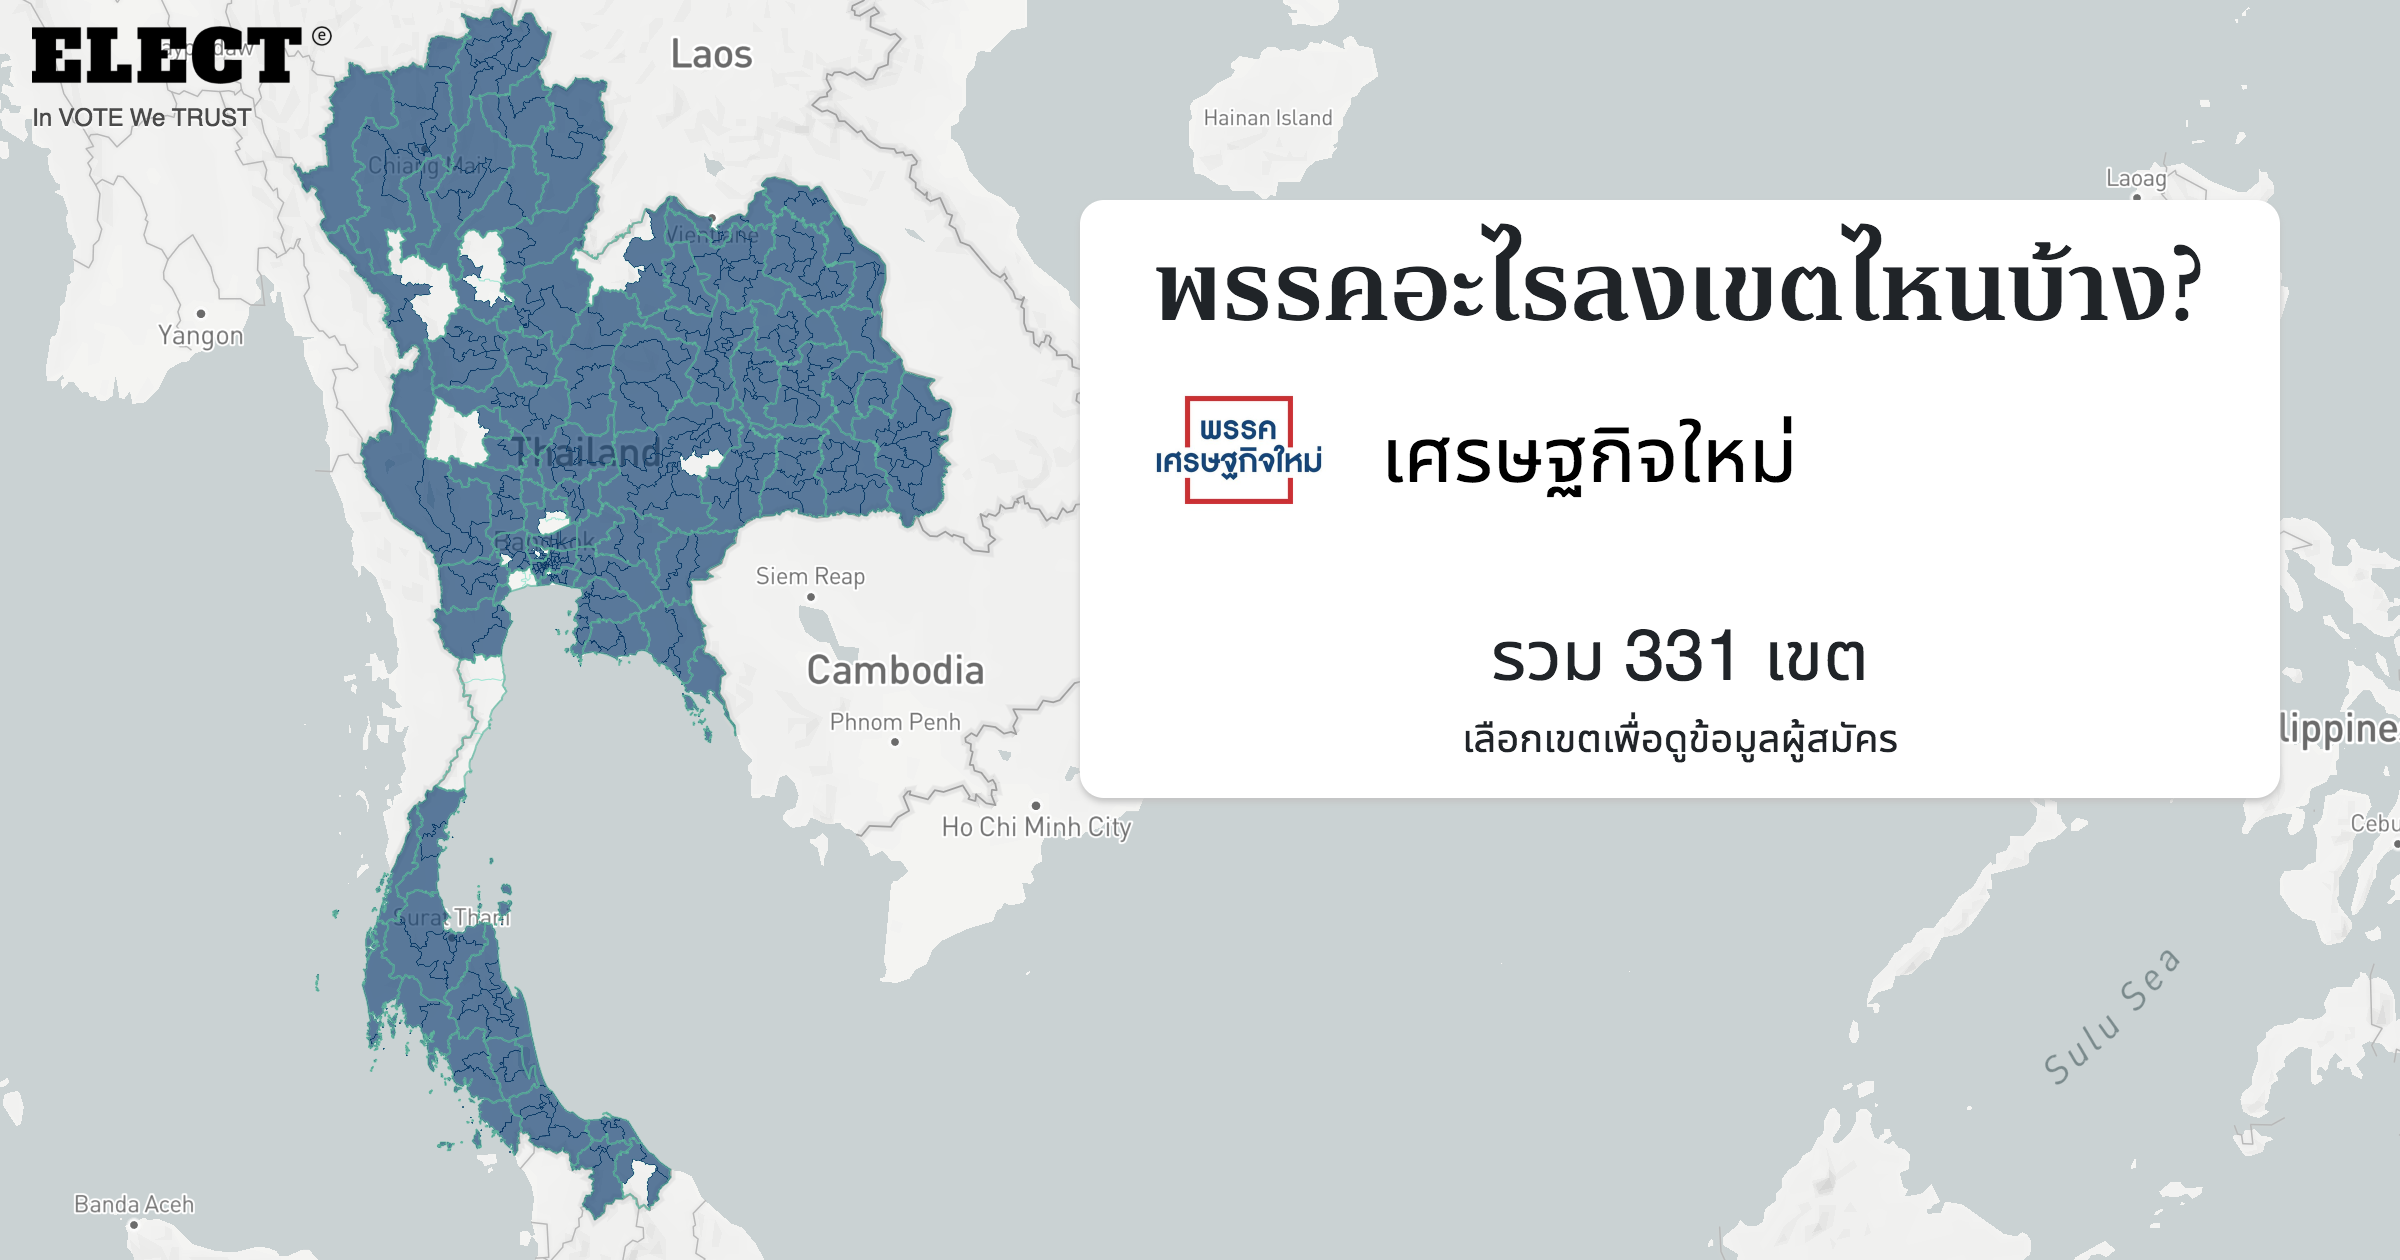 ELECT ®
In VOTE We TRUST
Laos
Hainan Island
Laoag
Chiang Mai
Vientiane
Yangon
Thailand
Bangkok
Siem Reap
Cambodia
Phnom Penh
Ho Chi Minh City
Surat Thani
Banda Aceh
Sulu Sea
Cebu
lippine
พรรคอะไรลงเขตไหนบ้าง?
พรรค
เศรษฐกิจใหม่
เศรษฐกิจใหม่
รวม 331 เขต
เลือกเขตเพื่อดูข้อมูลผู้สมัคร